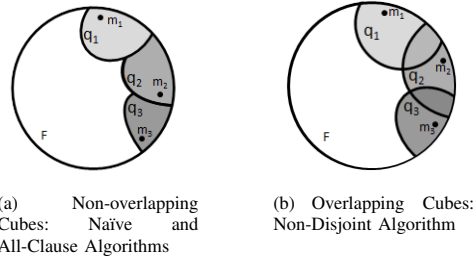 m1
q1
q2
m2
q3
m3
F
m1
q1
m2
q2
q3
m3
F
(a) Non-overlapping
Cubes: Naïve and
All-Clause Algorithms
(b) Overlapping Cubes:
Non-Disjoint Algorithm